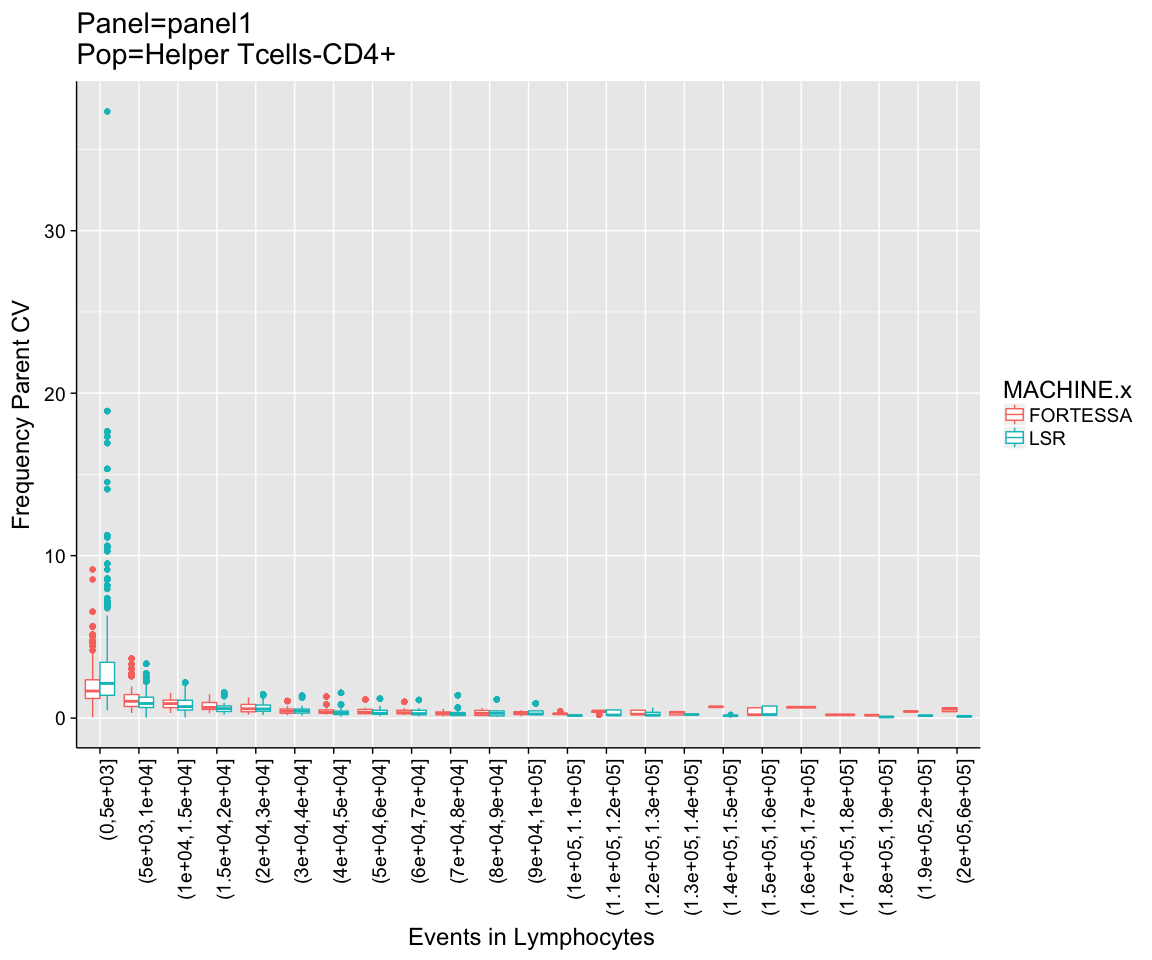 Panel=panel1
Pop=Helper Tcells-CD4+
Frequency Parent CV
30
20
10
0
(0,5e+03]
(5e+03,1e+04]
(1e+04,1.5e+04]
(1.5e+04,2e+04]
(2e+04,3e+04]
(3e+04,4e+04]
(4e+04,5e+04]
(5e+04,6e+04]
(6e+04,7e+04]
(7e+04,8e+04]
(8e+04,9e+04]
(9e+04,1e+05]
(1e+05,1.1e+05]
(1.1e+05,1.2e+05]
(1.2e+05,1.3e+05]
(1.3e+05,1.4e+05]
(1.4e+05,1.5e+05]
(1.5e+05,1.6e+05]
(1.6e+05,1.7e+05]
(1.7e+05,1.8e+05]
(1.8e+05,1.9e+05]
(1.9e+05,2e+05]
(2e+05,6e+05]
Events in Lymphocytes
MACHINE.x
FORTESSA
LSR